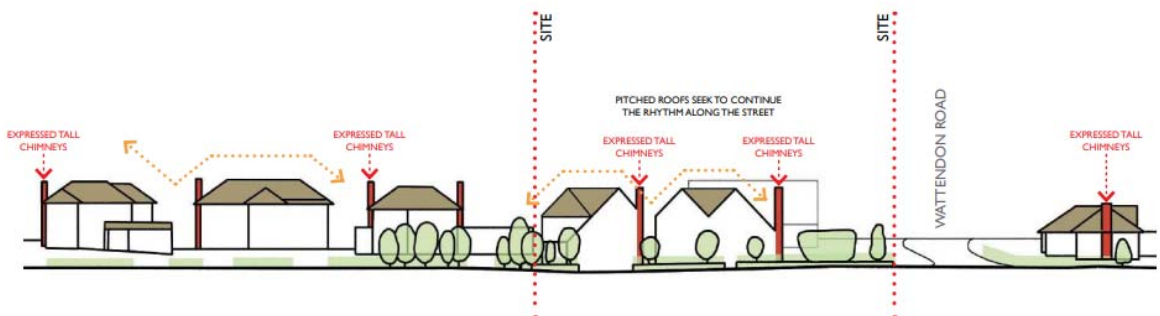 SITE
SITE
PITCHED ROOFS SEEK TO CONTINUE
THE RHYTHM ALONG THE STREET
WATTENDON ROAD
EXPRESSED TALL
CHIMNEYS
EXPRESSED TALL
CHIMNEYS
EXPRESSED TALL
CHIMNEYS
EXPRESSED TALL
CHIMNEYS
EXPRESSED TALL
CHIMNEYS